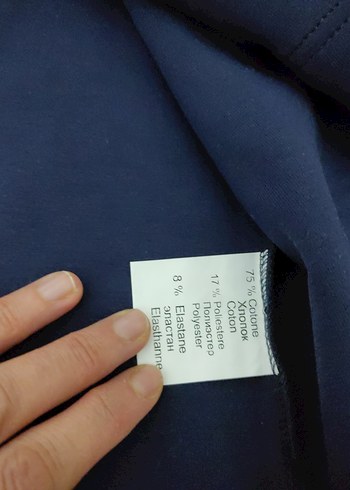 75 % Cotone
Хлопок
Coton
17 % Poliestere
Полиэстер
Polyester
8 % Elastane
эластан
Elasthanne